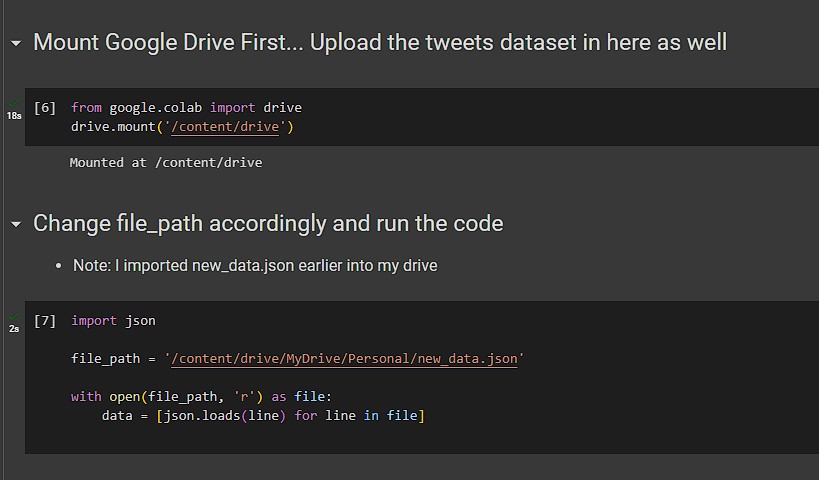 Mount Google Drive First... Upload the tweets dataset in here as well
[6] from google.colab import drive
18s
drive.mount('/content/drive')
Mounted at /content/drive
Change file_path accordingly and run the code
• Note: I imported new_data.json earlier into my drive
[7] import json
2s
file_path = '/content/drive/MyDrive/Personal/new_data.json'
with open(file_path, 'r') as file:
data = [json.loads(line) for line in file]